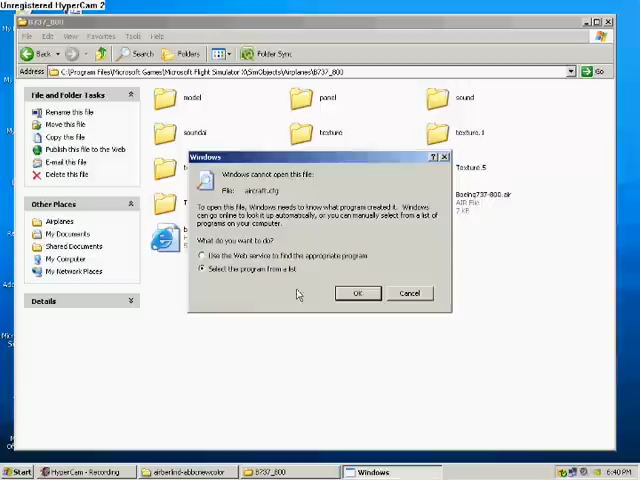 Unregistered HyperCam 2
B737_800
File Edit View Favorites Tools Help
Back Search Folders Folder Sync
Address C:\Program Files\Microsoft Games\Microsoft Flight Simulator X\SimObjects\Airplanes\B737_800 Go
File and Folder Tasks
Rename this file
Move this file
Copy this file
Publish this file to the Web
E-mail this file
Delete this file
Other Places
Airplanes
My Documents
Shared Documents
My Computer
My Network Places
Details
model panel sound
soundai texture texture.1
Texture.5
Boeing737-800.air
AIR File
7 KB
Windows
Windows cannot open this file:
File: aircraft.cfg
To open this file, Windows needs to know what program created it. Windows
can go online to look it up automatically, or you can manually select from a list of
programs on your computer.
What do you want to do?
Use the Web service to find the appropriate program
Select the program from a list
OK Cancel
Start HyperCam - Recording airberlind-abbcnewcolor B737_800 Windows 6:40 PM